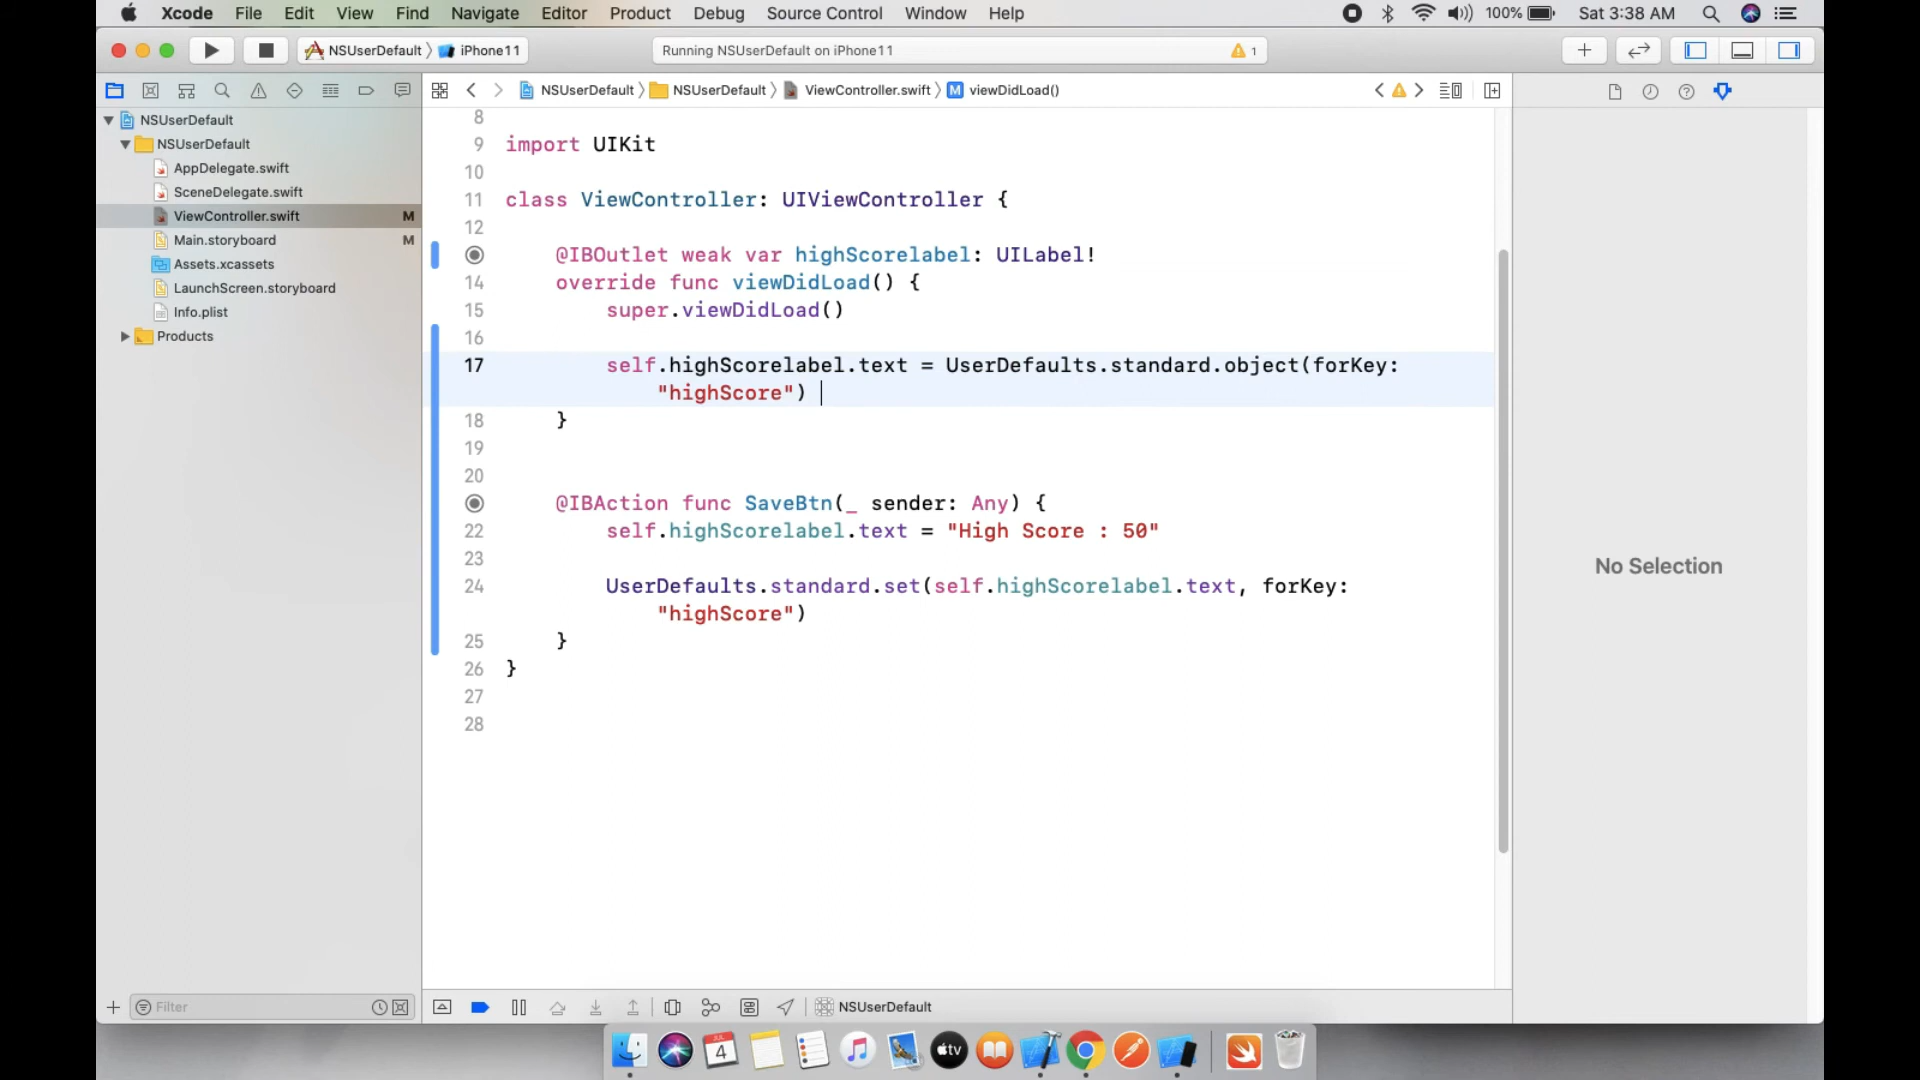 Xcode File Edit View Find Navigate Editor Product Debug Source Control Window Help 100% Sat 3:38 AM
NSUserDefault iPhone11 Running NSUserDefault on iPhone11 1
NSUserDefault NSUserDefault ViewController.swift M viewDidLoad()
NSUserDefault
NSUserDefault
AppDelegate.swift
SceneDelegate.swift
ViewController.swift M
Main.storyboard M
Assets.xcassets
LaunchScreen.storyboard
Info.plist
Products
8
9 import UIKit
10
11 class ViewController: UIViewController {
12
@IBOutlet weak var highScorelabel: UILabel!
14 override func viewDidLoad() {
15 super.viewDidLoad()
16
17 self.highScorelabel.text = UserDefaults.standard.object(forKey:
"highScore")
18 }
19
20
@IBAction func SaveBtn(_ sender: Any) {
22 self.highScorelabel.text = "High Score : 50"
23
24 UserDefaults.standard.set(self.highScorelabel.text, forKey:
"highScore")
25 }
26 }
27
28
No Selection
Filter
NSUserDefault
JUL
4
tv